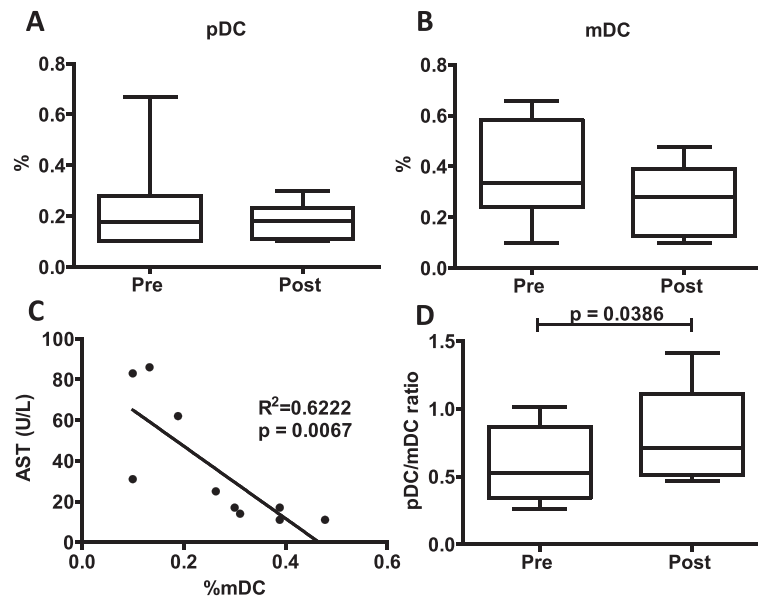 A
pDC
0.8
0.6
0.4
0.2
0.0
%
Pre
Post
B
mDC
0.8
0.6
0.4
0.2
0.0
%
Pre
Post
C
100
80
60
40
20
0
AST (U/L)
R²=0.6222
p = 0.0067
0.0
0.2
0.4
0.6
%mDC
D
p = 0.0386
1.5
1.0
0.5
0.0
pDC/mDC ratio
Pre
Post